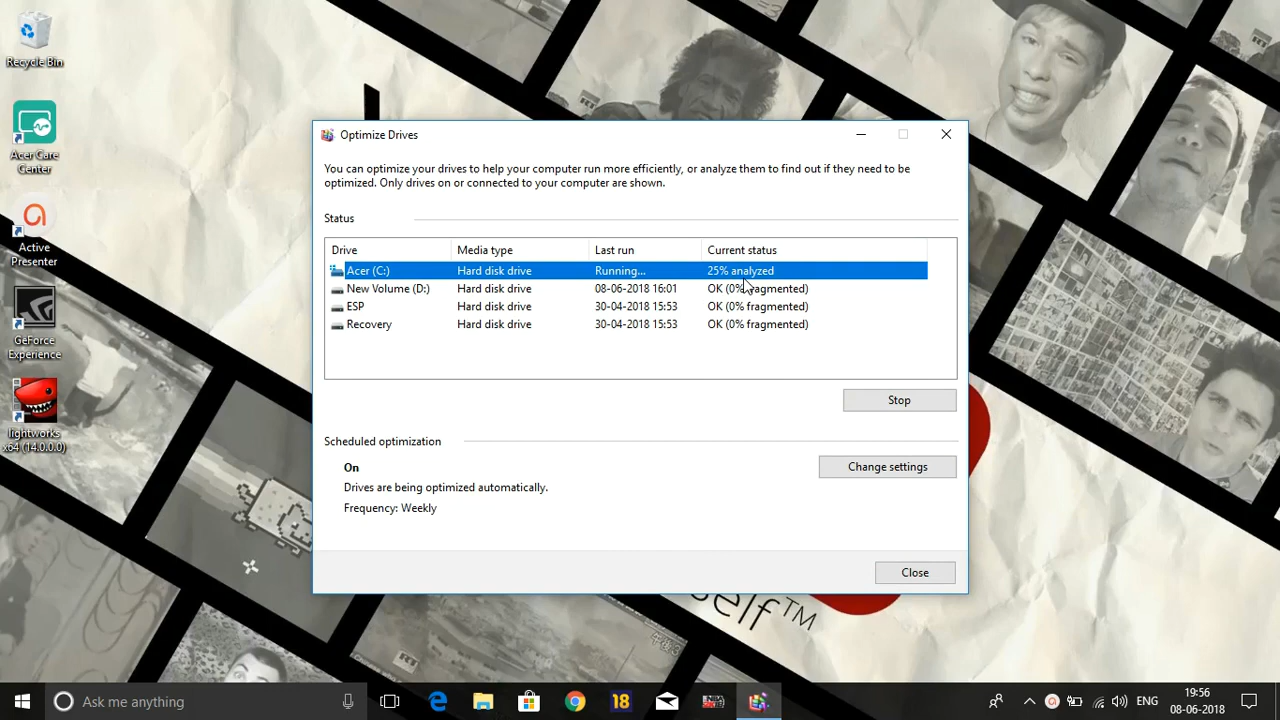 Recycle Bin
Acer Care
Center
Active
Presenter
GeForce
Experience
lightworks
x64 (14.0.0.0)
Optimize Drives
You can optimize your drives to help your computer run more efficiently, or analyze them to find out if they need to be
optimized. Only drives on or connected to your computer are shown.
Status
Drive Media type Last run Current status
Acer (C:) Hard disk drive Running... 25% analyzed
New Volume (D:) Hard disk drive 08-06-2018 16:01 OK (0% fragmented)
ESP Hard disk drive 30-04-2018 15:53 OK (0% fragmented)
Recovery Hard disk drive 30-04-2018 15:53 OK (0% fragmented)
Stop
Scheduled optimization
On
Change settings
Drives are being optimized automatically.
Frequency: Weekly
Close
self™
Ask me anything
18
ENG
19:56
08-06-2018